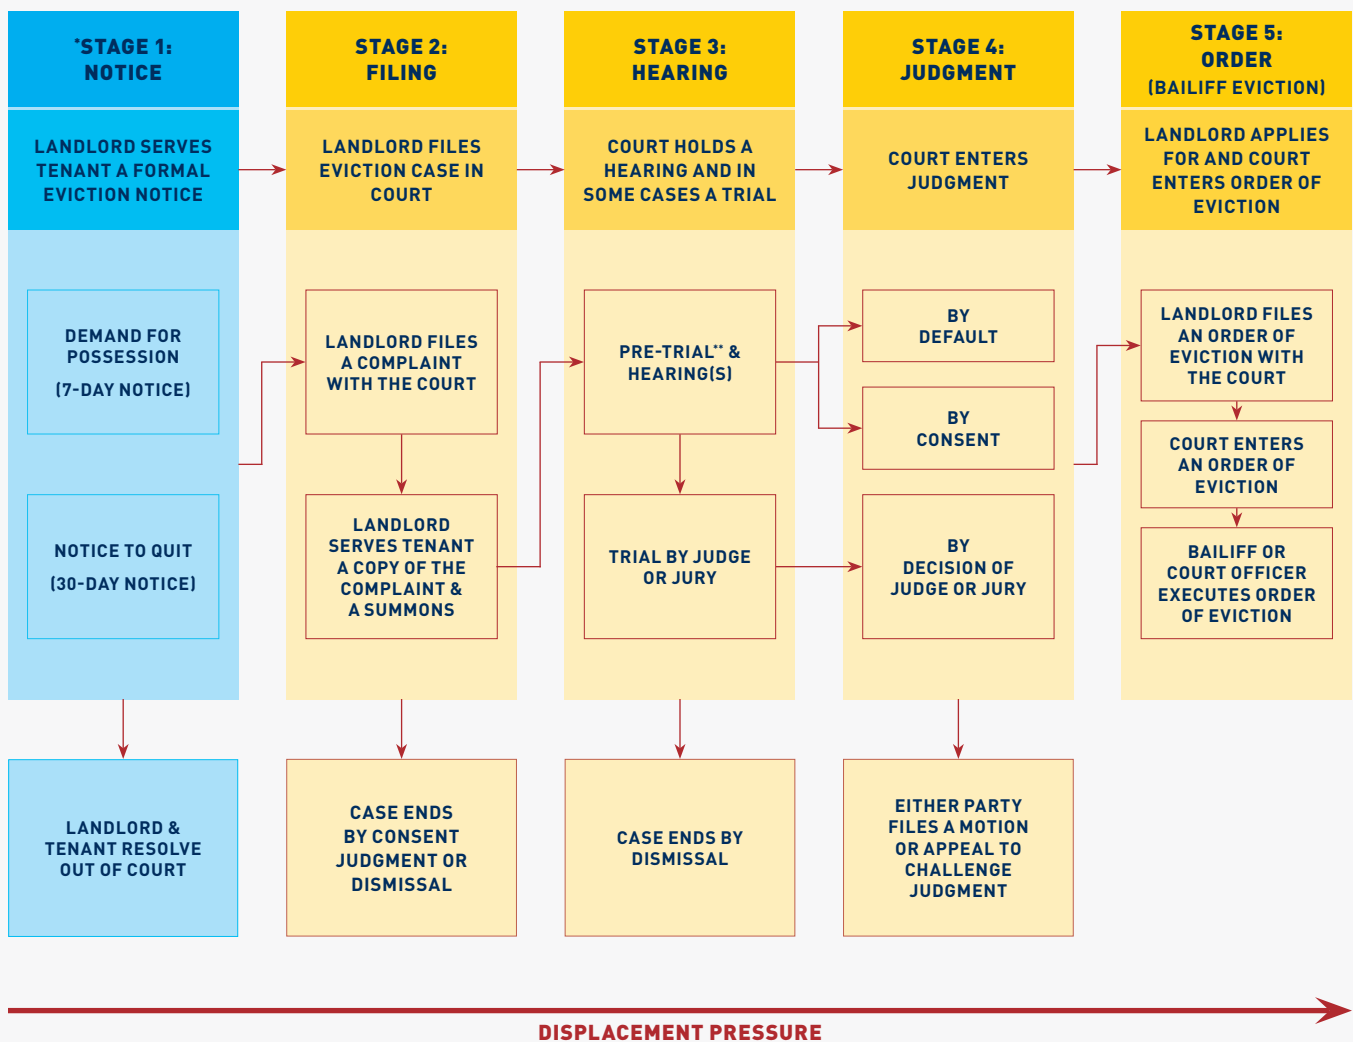 *STAGE 1:
NOTICE
LANDLORD SERVES
TENANT A FORMAL
EVICTION NOTICE
DEMAND FOR
POSSESSION
(7-DAY NOTICE)
NOTICE TO QUIT
(30-DAY NOTICE)
LANDLORD &
TENANT RESOLVE
OUT OF COURT
STAGE 2:
FILING
LANDLORD FILES
EVICTION CASE IN
COURT
LANDLORD FILES
A COMPLAINT
WITH THE COURT
LANDLORD
SERVES TENANT
A COPY OF THE
COMPLAINT &
A SUMMONS
CASE ENDS
BY CONSENT
JUDGMENT OR
DISMISSAL
STAGE 3:
HEARING
COURT HOLDS A
HEARING AND IN
SOME CASES A TRIAL
PRE-TRIAL** &
HEARING(S)
TRIAL BY JUDGE
OR JURY
CASE ENDS BY
DISMISSAL
STAGE 4:
JUDGMENT
COURT ENTERS
JUDGMENT
BY
DEFAULT
BY
CONSENT
BY
DECISION OF
JUDGE OR JURY
EITHER PARTY
FILES A MOTION
OR APPEAL TO
CHALLENGE
JUDGMENT
STAGE 5:
ORDER
(BAILIFF EVICTION)
LANDLORD APPLIES
FOR AND COURT
ENTERS ORDER OF
EVICTION
LANDLORD FILES
AN ORDER OF
EVICTION WITH
THE COURT
COURT ENTERS
AN ORDER OF
EVICTION
BAILIFF OR
COURT OFFICER
EXECUTES ORDER
OF EVICTION
DISPLACEMENT PRESSURE